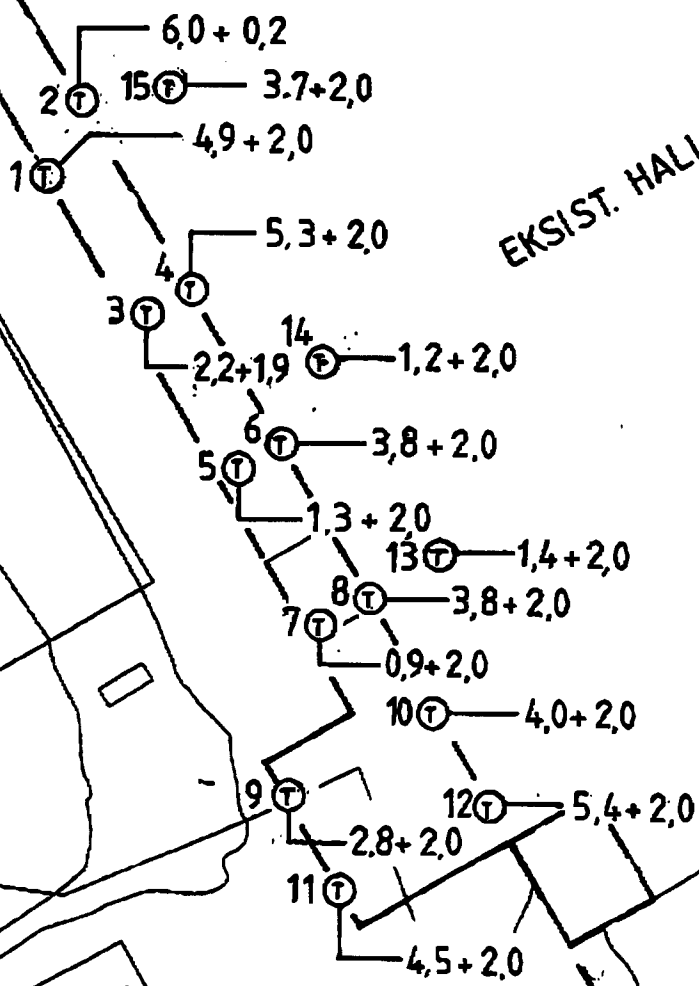 6,0 + 0,2
2 T 15 F 3.7+2,0
4,9 + 2,0
1 T
EKSIST. HALL
5,3 + 2,0
4 T
3 T
14
2,2+1,9 F 1,2 + 2,0
6 T 3,8 + 2,0
5 T
1,3 + 2,0
13 T 1,4 + 2,0
8 T 3,8 + 2,0
7 T
0,9+ 2,0
10 T 4,0+ 2,0
9 T 12 T 5,4 + 2,0
2,8+ 2,0
11 T
4,5 + 2,0